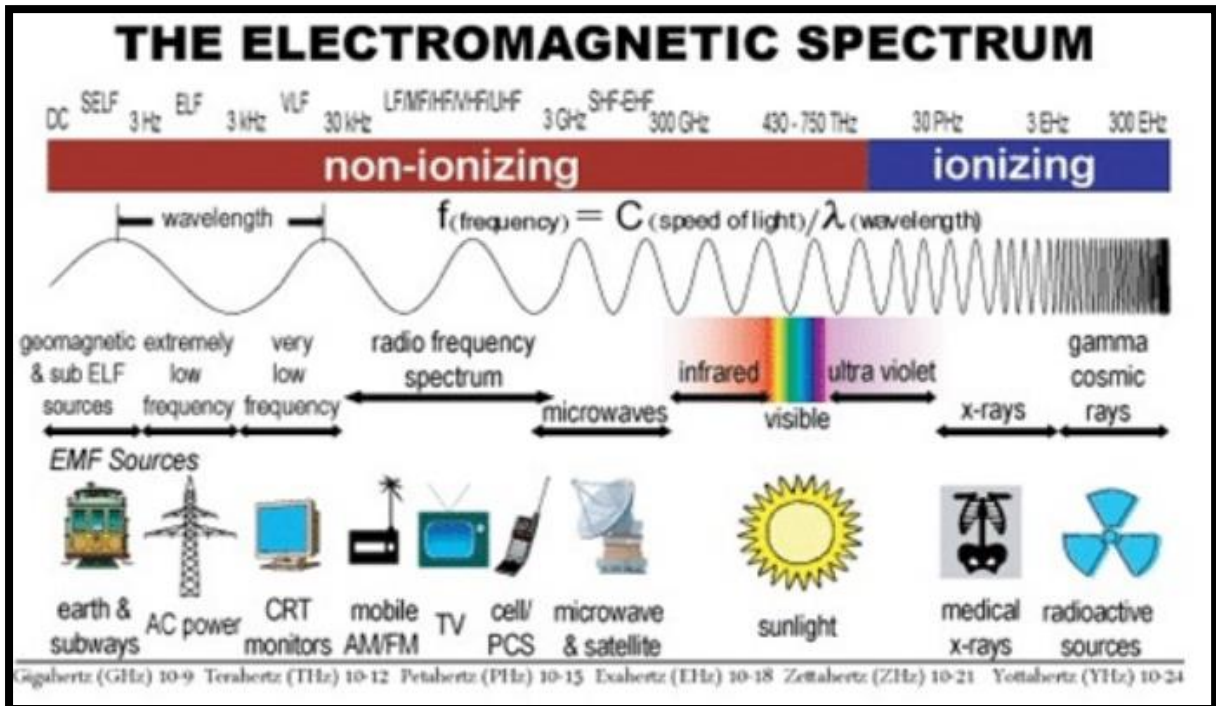 THE ELECTROMAGNETIC SPECTRUM
DC SELF 3 Hz ELF 3 kHz VLF 30 kHz LF/MF/HF/VHF/UHF 3 GHz SHF-EHF 300 GHz 430-750 THz 30 PHz 3 EHz 300 EHz
non-ionizing ionizing
wavelength f(frequency) = C (speed of light)/λ (wavelength)
geomagnetic & sub ELF sources
extremely low frequency
very low frequency
radio frequency spectrum
microwaves
infrared
visible
ultra violet
x-rays
gamma cosmic rays
EMF Sources
earth & subways
AC power
CRT monitors
mobile AM/FM
TV
cell/ PCS
microwave & satellite
sunlight
medical x-rays
radioactive sources
Gigahertz (GHz) 10-9 Terahertz (THz) 10-12 Petahertz (PHz) 10-15 Exahertz (EHz) 10-18 Zettahertz (ZHz) 10-21 Yottahertz (YHz) 10-24